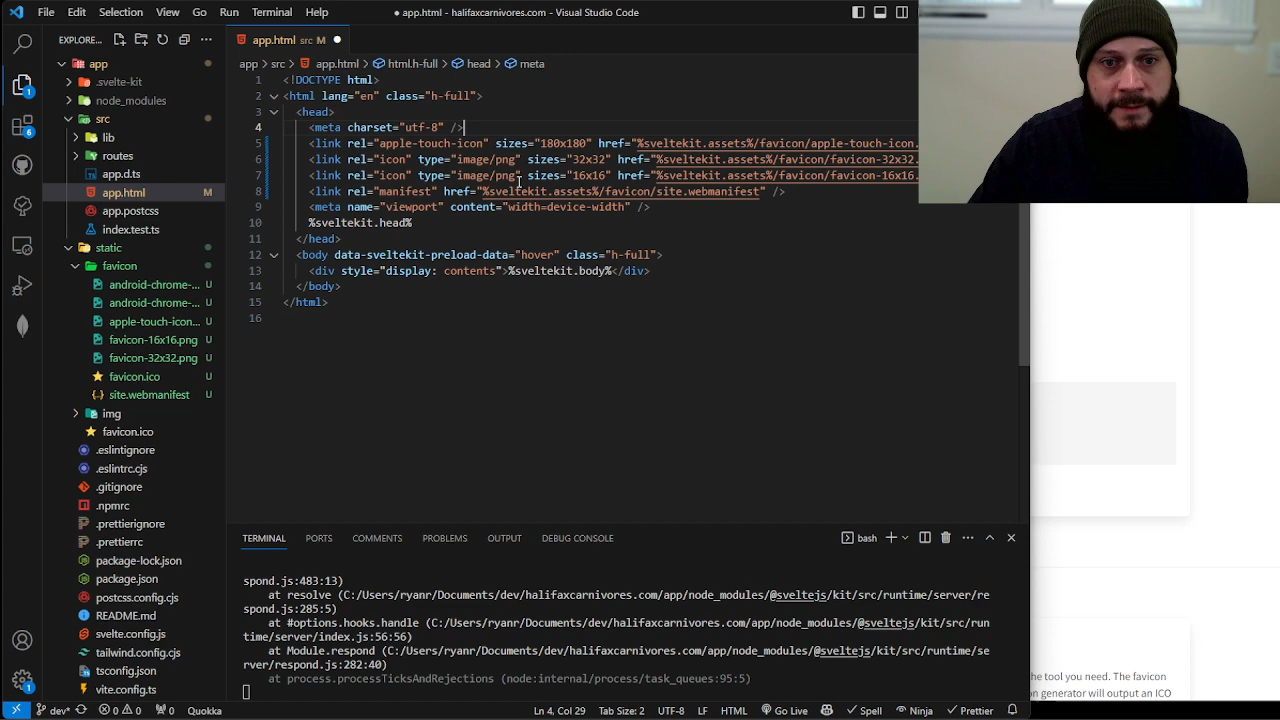 File Edit Selection View Go Run Terminal Help
● app.html - halifaxcarnivores.com - Visual Studio Code
EXPLORE...
app
.svelte-kit
node_modules
src
lib
routes
app.d.ts
app.html M
app.postcss
index.test.ts
static
favicon
android-chrome-... U
android-chrome-... U
apple-touch-icon... U
favicon-16x16.png U
favicon-32x32.png U
favicon.ico U
site.webmanifest U
img
favicon.ico
.eslintignore
.eslintrc.cjs
.gitignore
.npmrc
.prettierignore
.prettierrc
package-lock.json
package.json
postcss.config.cjs
README.md
svelte.config.js
tailwind.config.cjs
tsconfig.json
vite.config.ts
1
6
1
app.html src M ●
app > src > app.html > html.h-full > head > meta
1 <!DOCTYPE html>
2 <html lang="en" class="h-full">
3 <head>
4 <meta charset="utf-8" />
5 <link rel="apple-touch-icon" sizes="180x180" href="%sveltekit.assets%/favicon/apple-touch-icon.
6 <link rel="icon" type="image/png" sizes="32x32" href="%sveltekit.assets%/favicon/favicon-32x32.
7 <link rel="icon" type="image/png" sizes="16x16" href="%sveltekit.assets%/favicon/favicon-16x16.
8 <link rel="manifest" href="%sveltekit.assets%/favicon/site.webmanifest" />
9 <meta name="viewport" content="width=device-width" />
10 %sveltekit.head%
11 </head>
12 <body data-sveltekit-preload-data="hover" class="h-full">
13 <div style="display: contents">%sveltekit.body%</div>
14 </body>
15 </html>
16
TERMINAL PORTS COMMENTS PROBLEMS OUTPUT DEBUG CONSOLE
bash
spond.js:483:13)
at resolve (C:/Users/ryanr/Documents/dev/halifaxcarnivores.com/app/node_modules/@sveltejs/kit/src/runtime/server/re
spond.js:285:5)
at #options.hooks.handle (C:/Users/ryanr/Documents/dev/halifaxcarnivores.com/app/node_modules/@sveltejs/kit/src/run
time/server/index.js:56:56)
at Module.respond (C:/Users/ryanr/Documents/dev/halifaxcarnivores.com/app/node_modules/@sveltejs/kit/src/runtime/se
rver/respond.js:282:40)
at process.processTicksAndRejections (node:internal/process/task_queues:95:5)
the tool you need. The favicon
on generator will output an ICO
dev* 0 0 0 Quokka Ln 4, Col 29 Tab Size: 2 UTF-8 LF HTML Go Live Spell Ninja Prettier